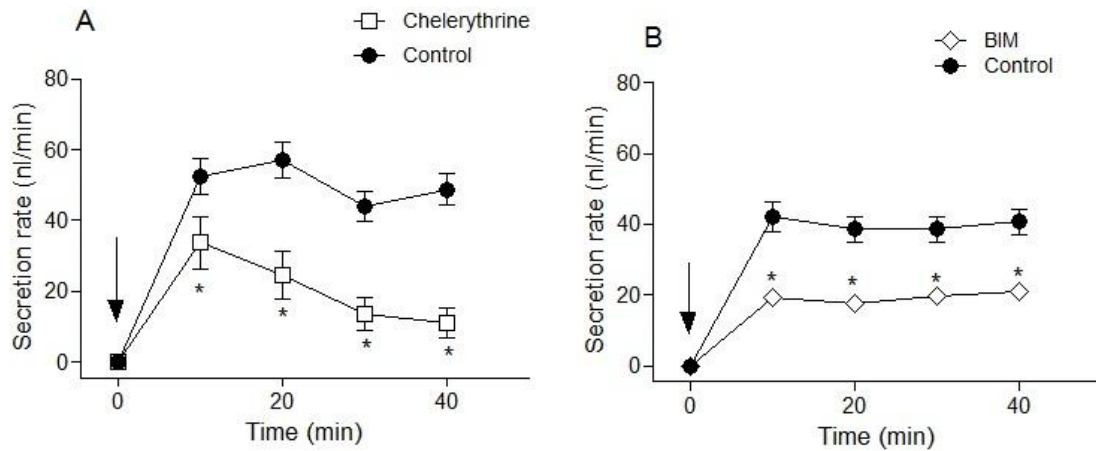 A
Chelerythrine
Control
Secretion rate (nl/min)
80
60
40
20
0
*
*
*
*
0
20
40
Time (min)
B
BIM
Control
Secretion rate (nl/min)
80
60
40
20
0
*
*
*
*
0
20
40
Time (min)